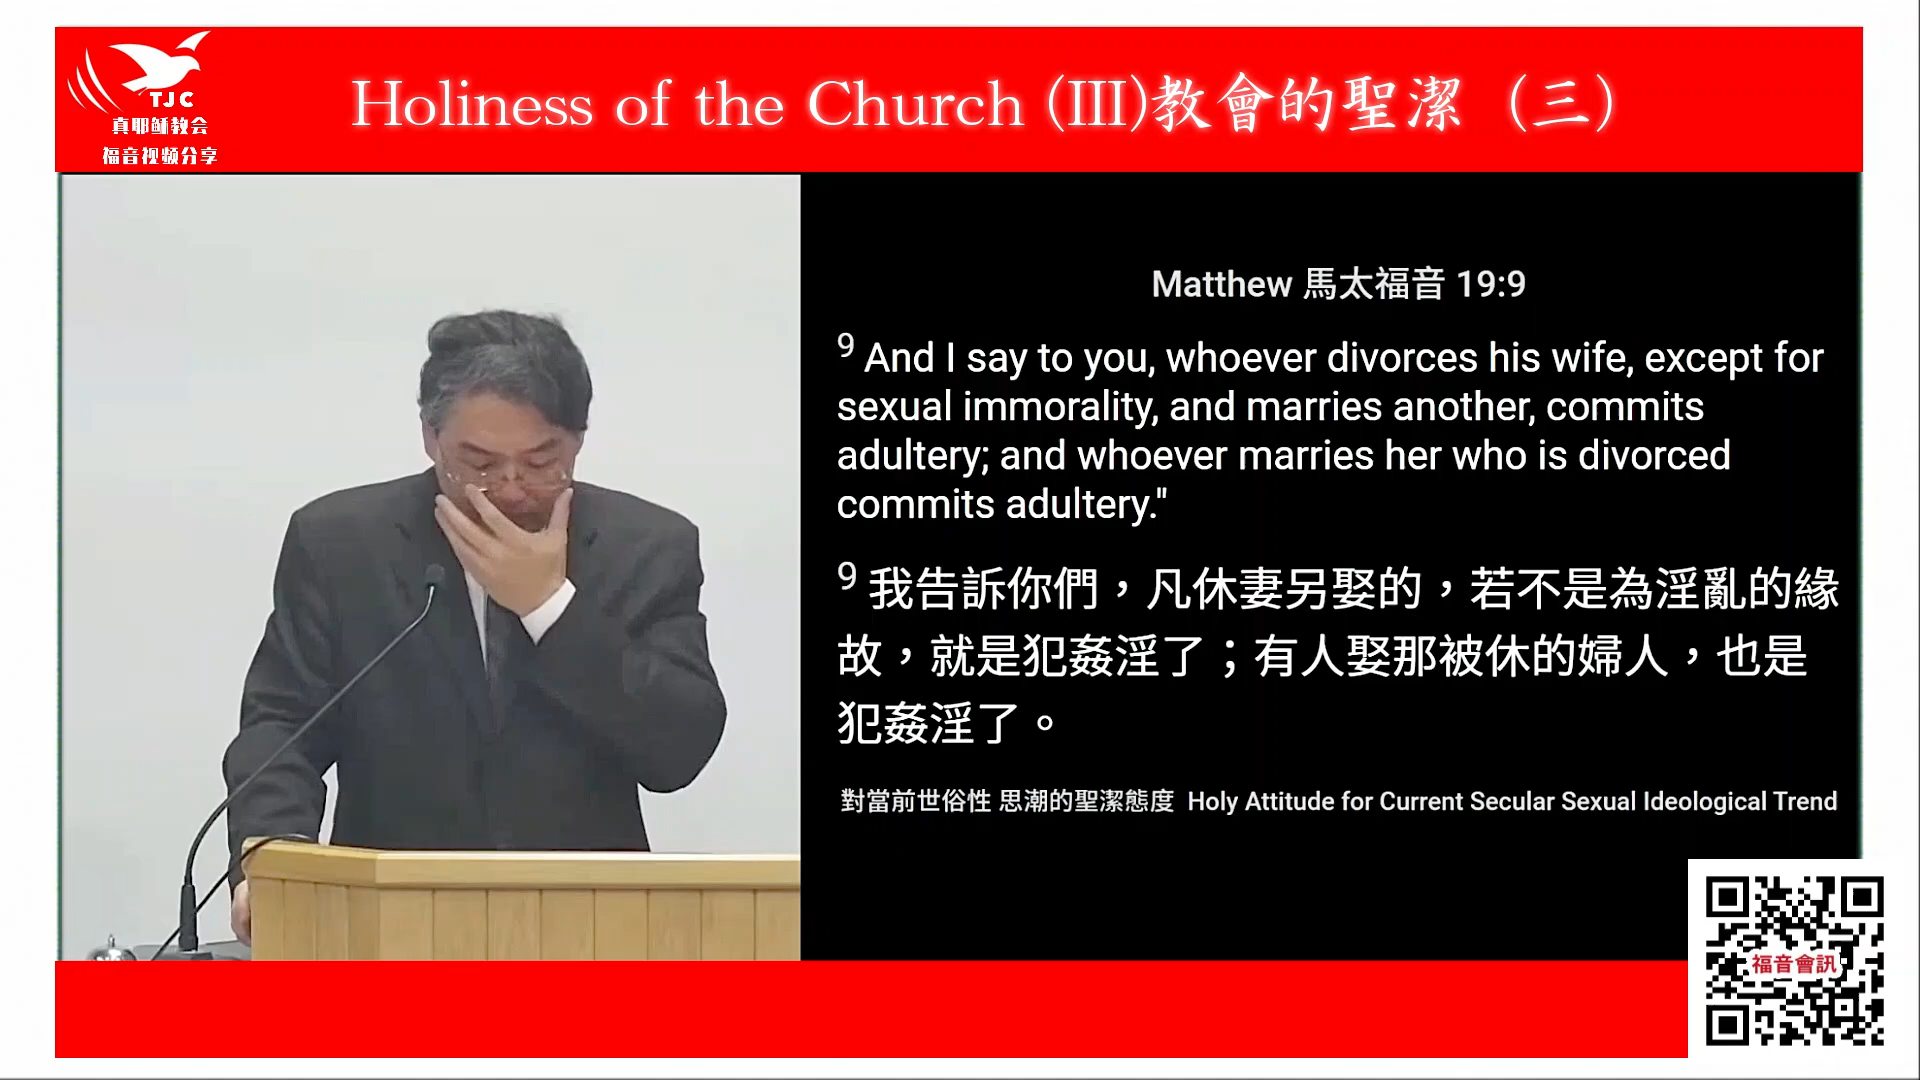 TJC
真耶稣教会
福音视频分享
Holiness of the Church (III)教會的聖潔（三）
Matthew 馬太福音 19:9
9 And I say to you, whoever divorces his wife, except for
sexual immorality, and marries another, commits
adultery; and whoever marries her who is divorced
commits adultery."
9 我告訴你們，凡休妻另娶的，若不是為淫亂的緣
故，就是犯姦淫了；有人娶那被休的婦人，也是
犯姦淫了。
對當前世俗性 思潮的聖潔態度 Holy Attitude for Current Secular Sexual Ideological Trend
福音會訊